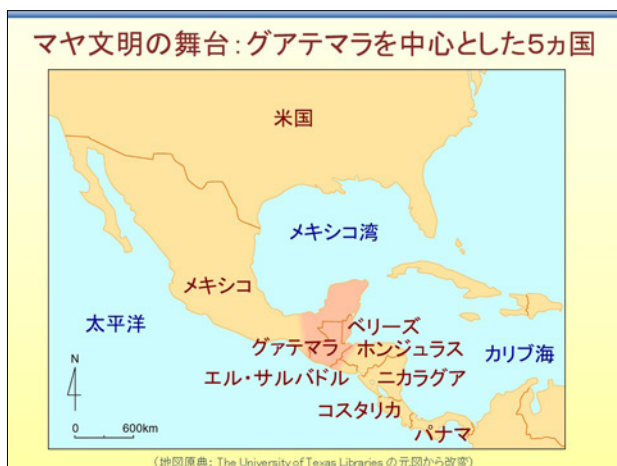 マヤ文明の舞台：グアテマラを中心とした５ヵ国
米国
メキシコ湾
メキシコ
太平洋
ベリーズ
グァテマラ
ホンジュラス
カリブ海
エル・サルバドル
ニカラグア
N
コスタリカ
0 600km
パナマ
(地図原典: The University of Texas Libraries の元図から改変)